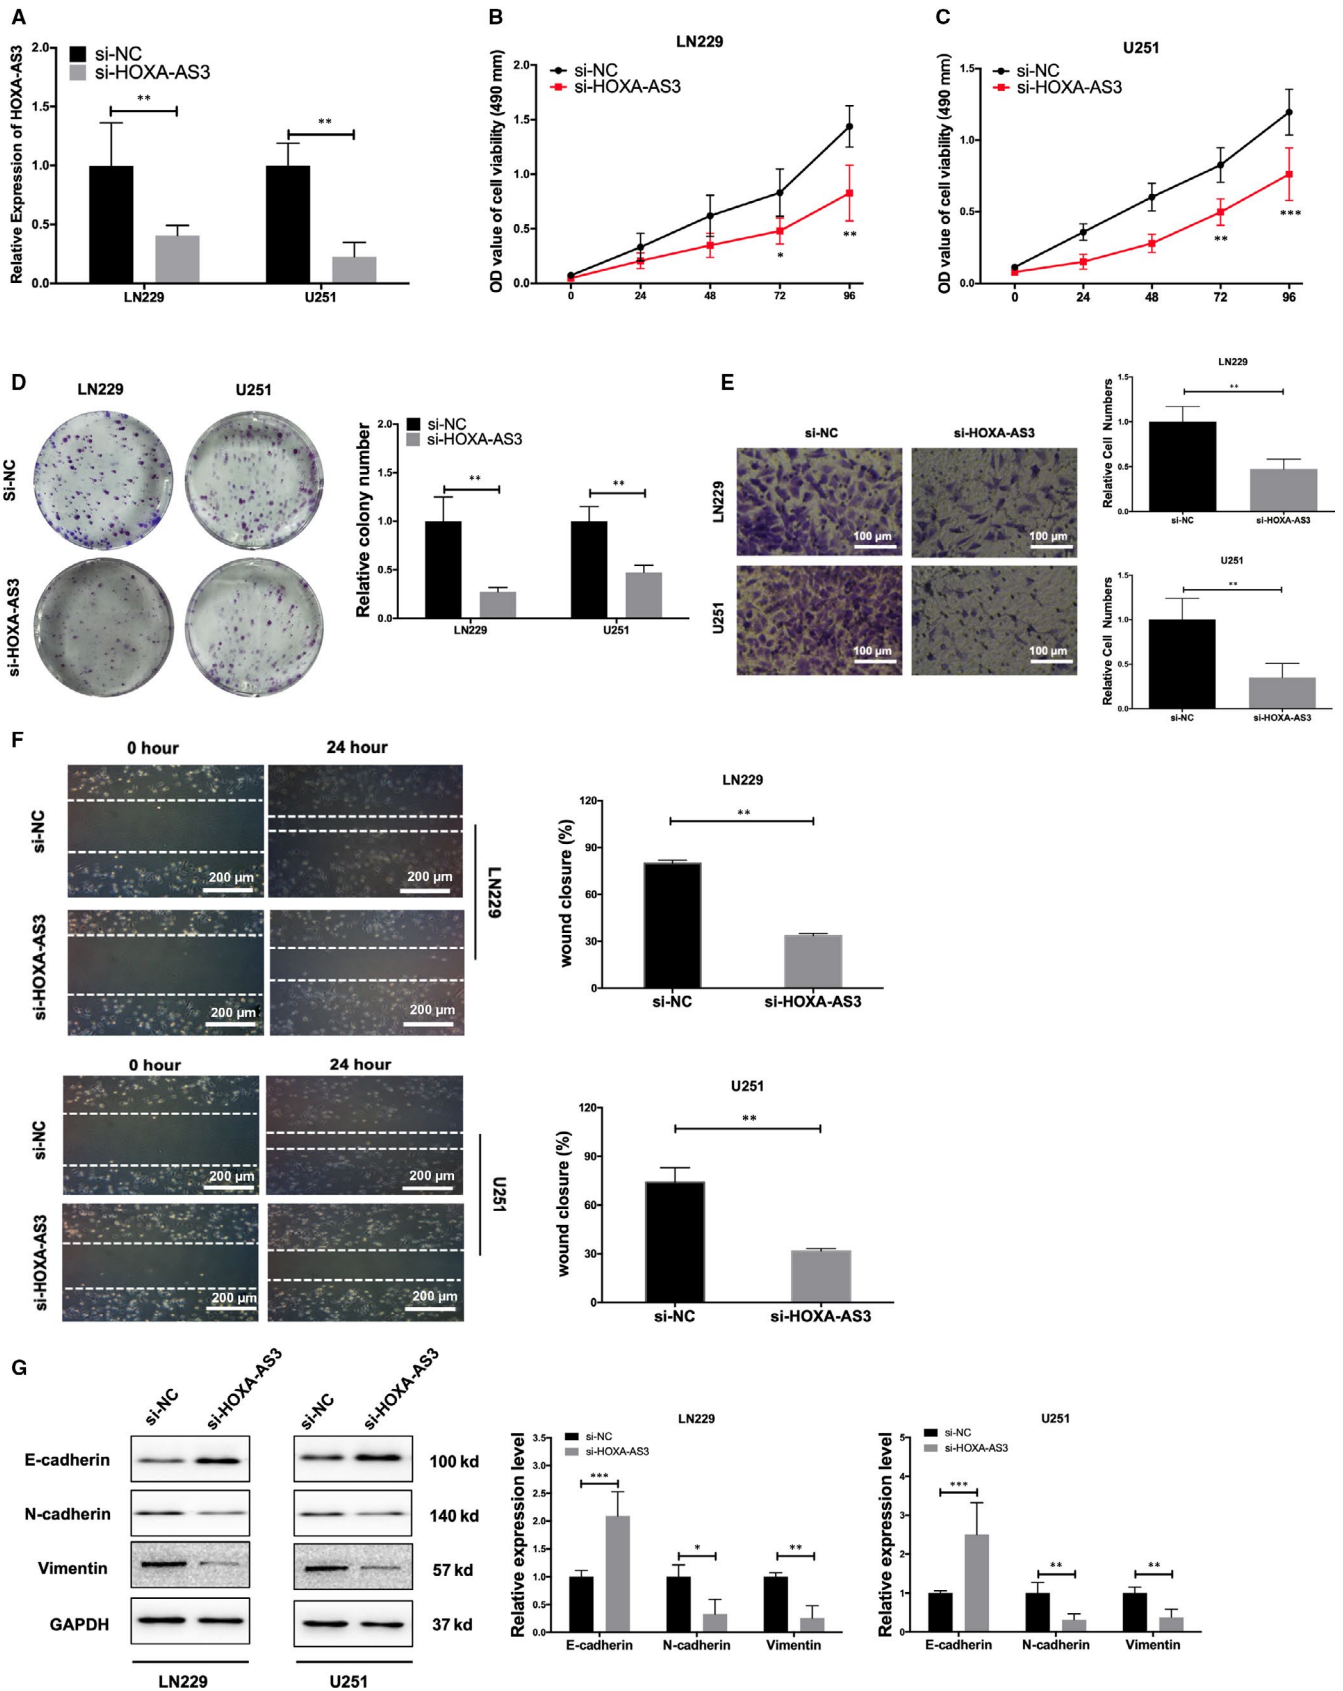 A
Relative Expression of HOXA-AS3
2.0
1.5
1.0
0.5
0.0
si-NC
si-HOXA-AS3
**
**
LN229
U251
B
LN229
OD value of cell viability (490 mm)
2.0
1.5
1.0
0.5
0.0
si-NC
si-HOXA-AS3
*
**
0
24
48
72
96
C
U251
OD value of cell viability (490 mm)
1.5
1.0
0.5
0.0
si-NC
si-HOXA-AS3
**
***
0
24
48
72
96
D
LN229
U251
Si-NC
si-HOXA-AS3
Relative colony number
2.0
1.5
1.0
0.5
0.0
si-NC
si-HOXA-AS3
**
**
LN229
U251
E
si-NC
si-HOXA-AS3
LN229
100 µm
100 µm
U251
100 µm
100 µm
LN229
Relative Cell Numbers
1.5
1.0
0.5
0.0
**
si-NC
si-HOXA-AS3
U251
Relative Cell Numbers
1.5
1.0
0.5
0.0
**
si-NC
si-HOXA-AS3
F
0 hour
24 hour
si-NC
200 µm
200 µm
si-HOXA-AS3
200 µm
200 µm
LN229
LN229
wound closure (%)
120
90
60
30
0
**
si-NC
si-HOXA-AS3
0 hour
24 hour
si-NC
200 µm
200 µm
si-HOXA-AS3
200 µm
200 µm
U251
U251
wound closure (%)
120
90
60
30
0
**
si-NC
si-HOXA-AS3
G
si-NC
si-HOXA-AS3
si-NC
si-HOXA-AS3
E-cadherin
100 kd
N-cadherin
140 kd
Vimentin
57 kd
GAPDH
37 kd
LN229
U251
LN229
Relative expression level
3.5
3.0
2.5
2.0
1.5
1.0
0.5
0.0
si-NC
si-HOXA-AS3
***
*
**
E-cadherin
N-cadherin
Vimentin
U251
Relative expression level
5
4
3
2
1
0
si-NC
si-HOXA-AS3
***
**
**
E-cadherin
N-cadherin
Vimentin